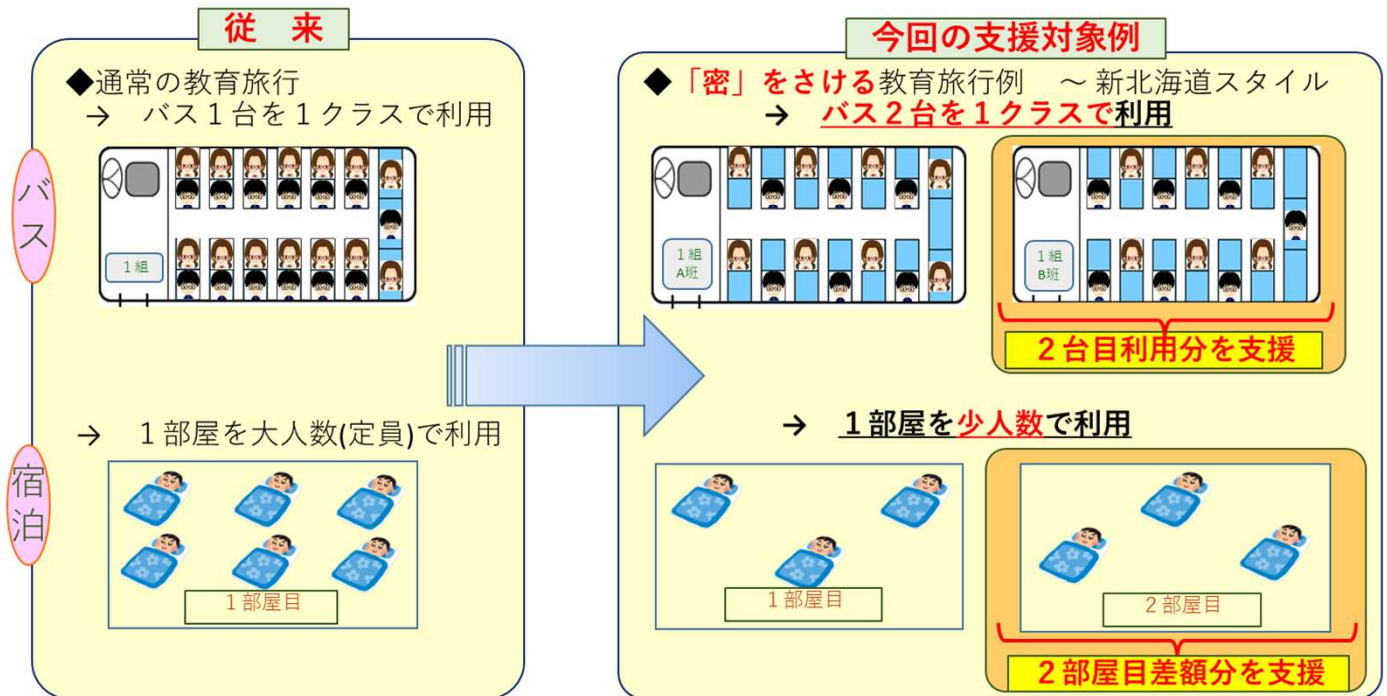 従　来
◆通常の教育旅行
→　バス１台を１クラスで利用
バス
1組
→　１部屋を大人数(定員)で利用
宿泊
１部屋目
今回の支援対象例
◆「密」をさける教育旅行例　～新北海道スタイル
→　バス２台を１クラスで利用
1組
A班
1組
B班
２台目利用分を支援
→　１部屋を少人数で利用
１部屋目
２部屋目
２部屋目差額分を支援